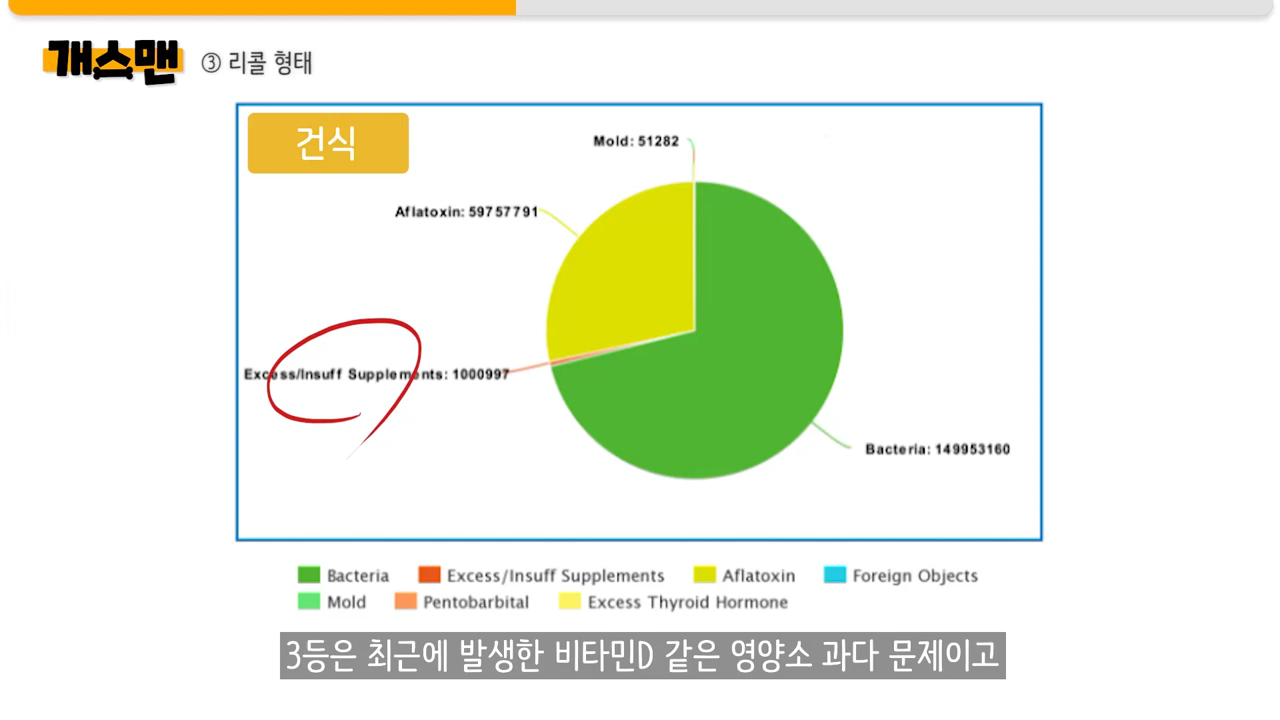 개스맨
③ 리콜 형태
건식
Mold: 51282
Aflatoxin: 59757791
Excess/Insuff Supplements: 1000997
Bacteria: 149953160
Bacteria Excess/Insuff Supplements Aflatoxin Foreign Objects
Mold Pentobarbital Excess Thyroid Hormone
3등은 최근에 발생한 비타민D 같은 영양소 과다 문제이고